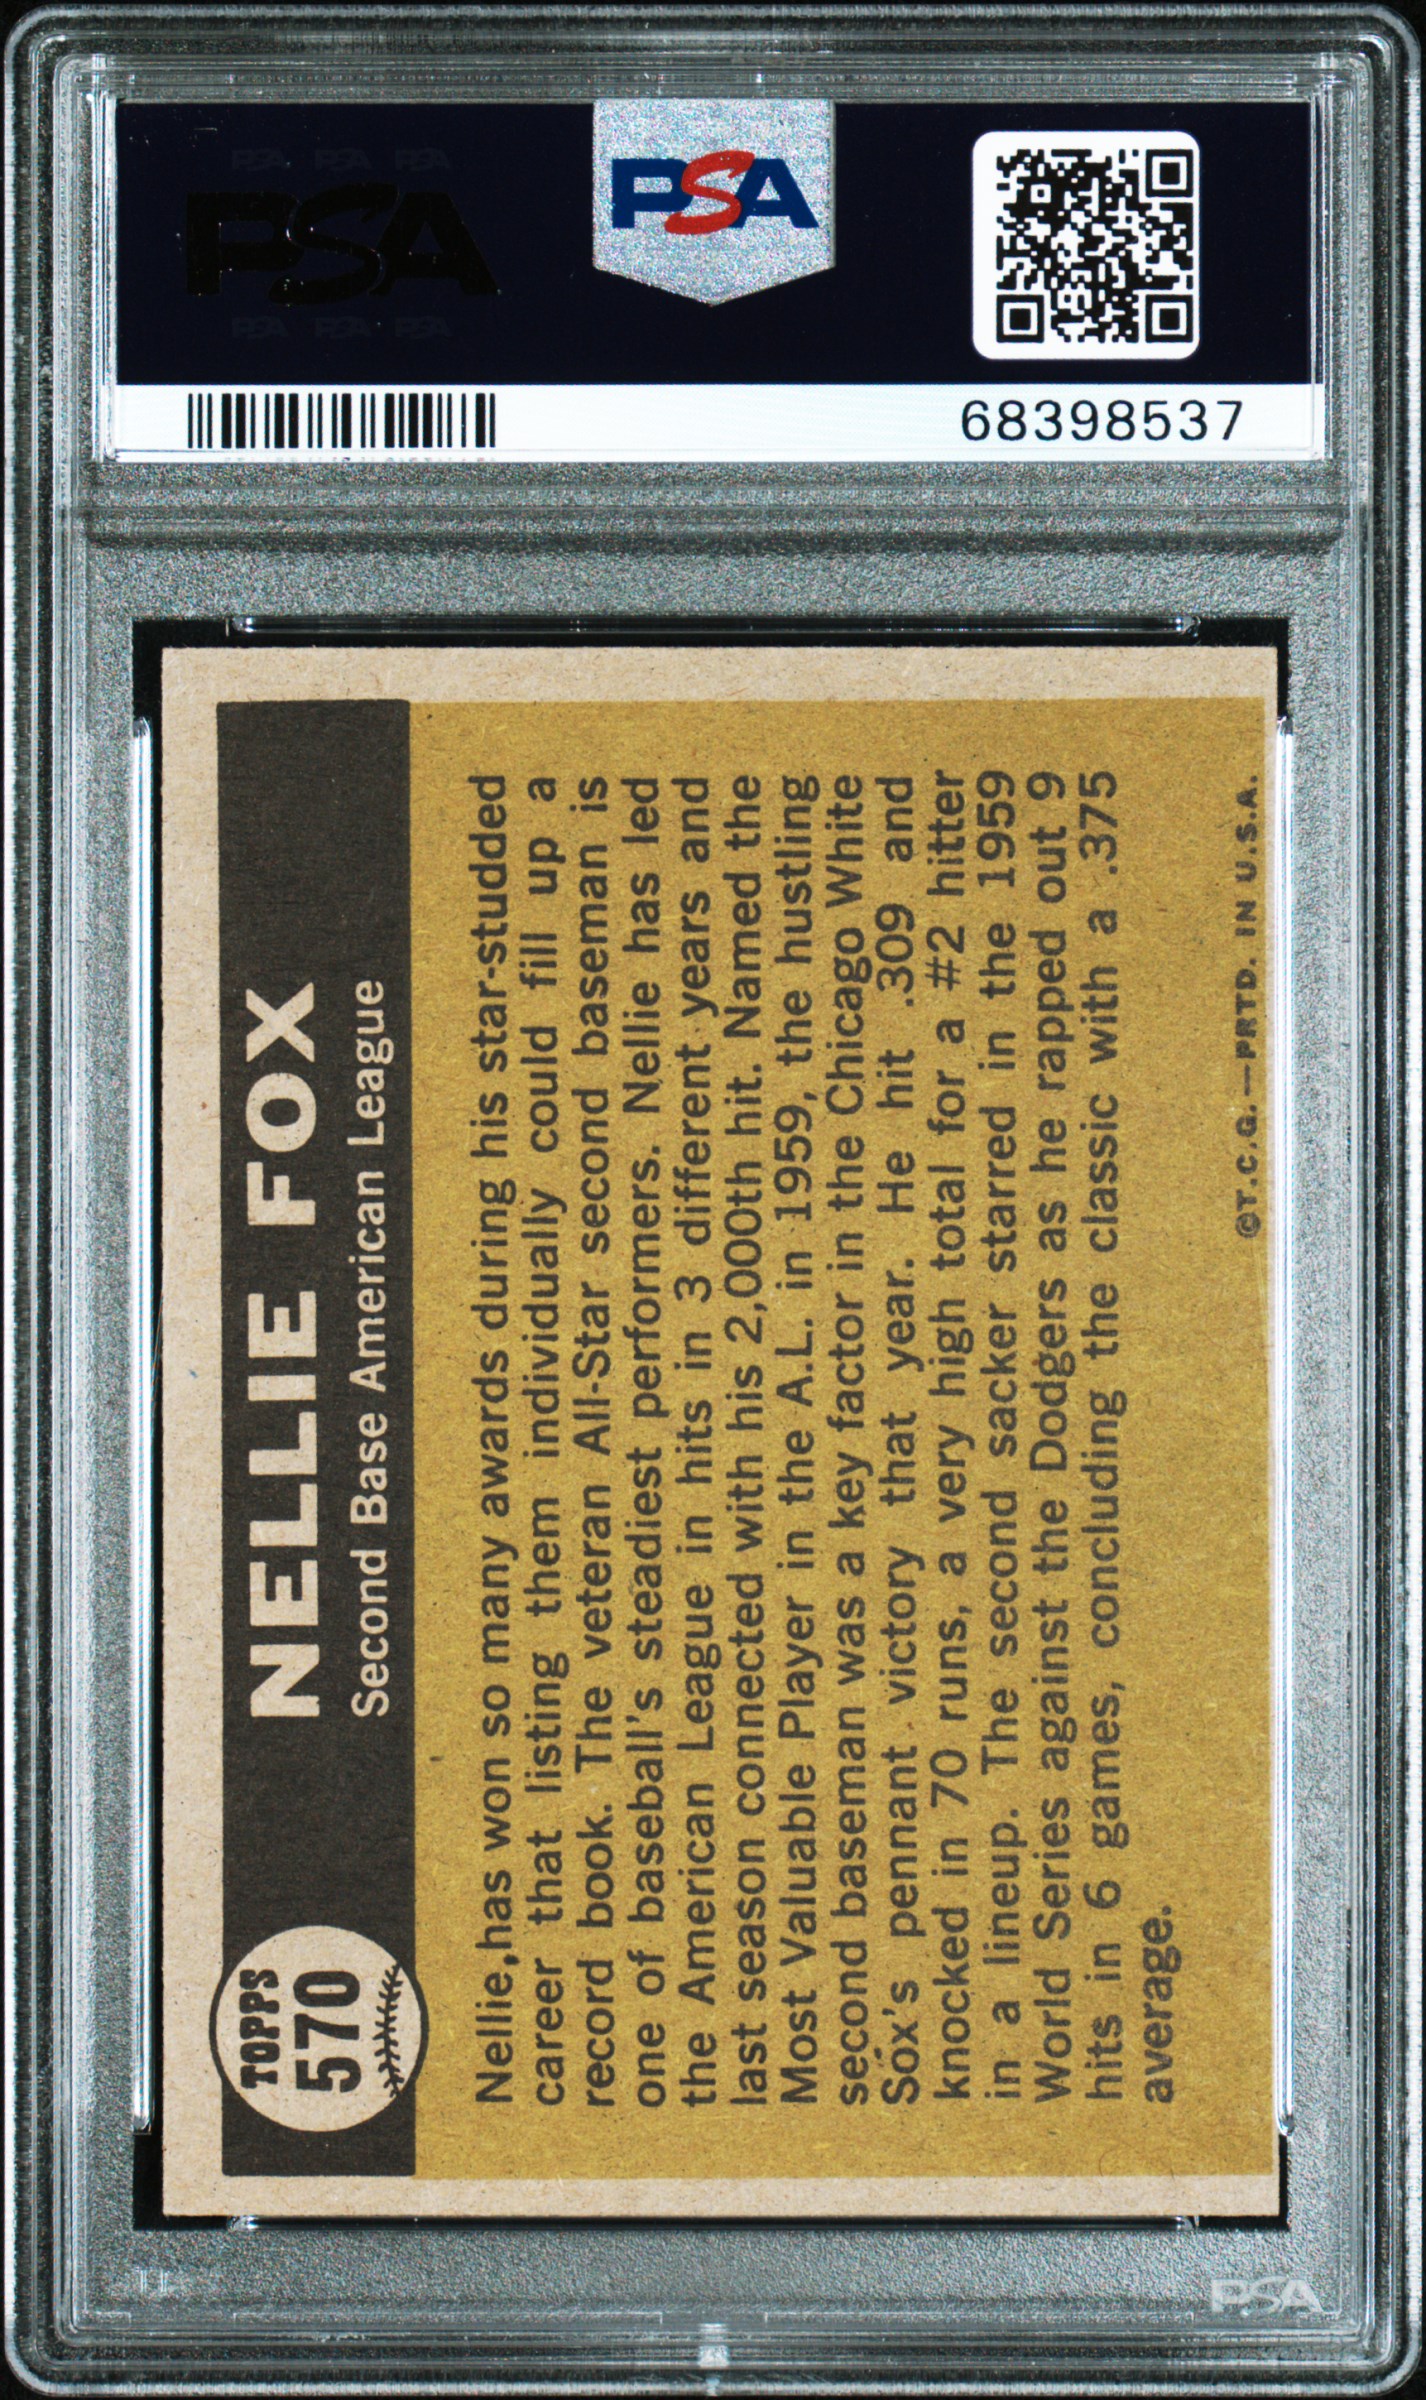 PSA PSA PSA
PSA
PSA PSA PSA
PSA
68398537
TOPPS
570
NELLIE FOX
Second Base American League
Nellie, has won so many awards during his star-studded
career that listing them individually could fill up a
record book. The veteran All-Star second baseman is
one of baseball's steadiest performers. Nellie has led
the American League in hits in 3 different years and
last season connected with his 2,000th hit. Named the
Most Valuable Player in the A.L. in 1959, the hustling
second baseman was a key factor in the Chicago White
Sox's pennant victory that year. He hit .309 and
knocked in 70 runs, a very high total for a #2 hitter
in a lineup. The second sacker starred in the 1959
World Series against the Dodgers as he rapped out 9
hits in 6 games, concluding the classic with a .375
average.
©T.C.G.—PRTD. IN U.S.A.
PSA